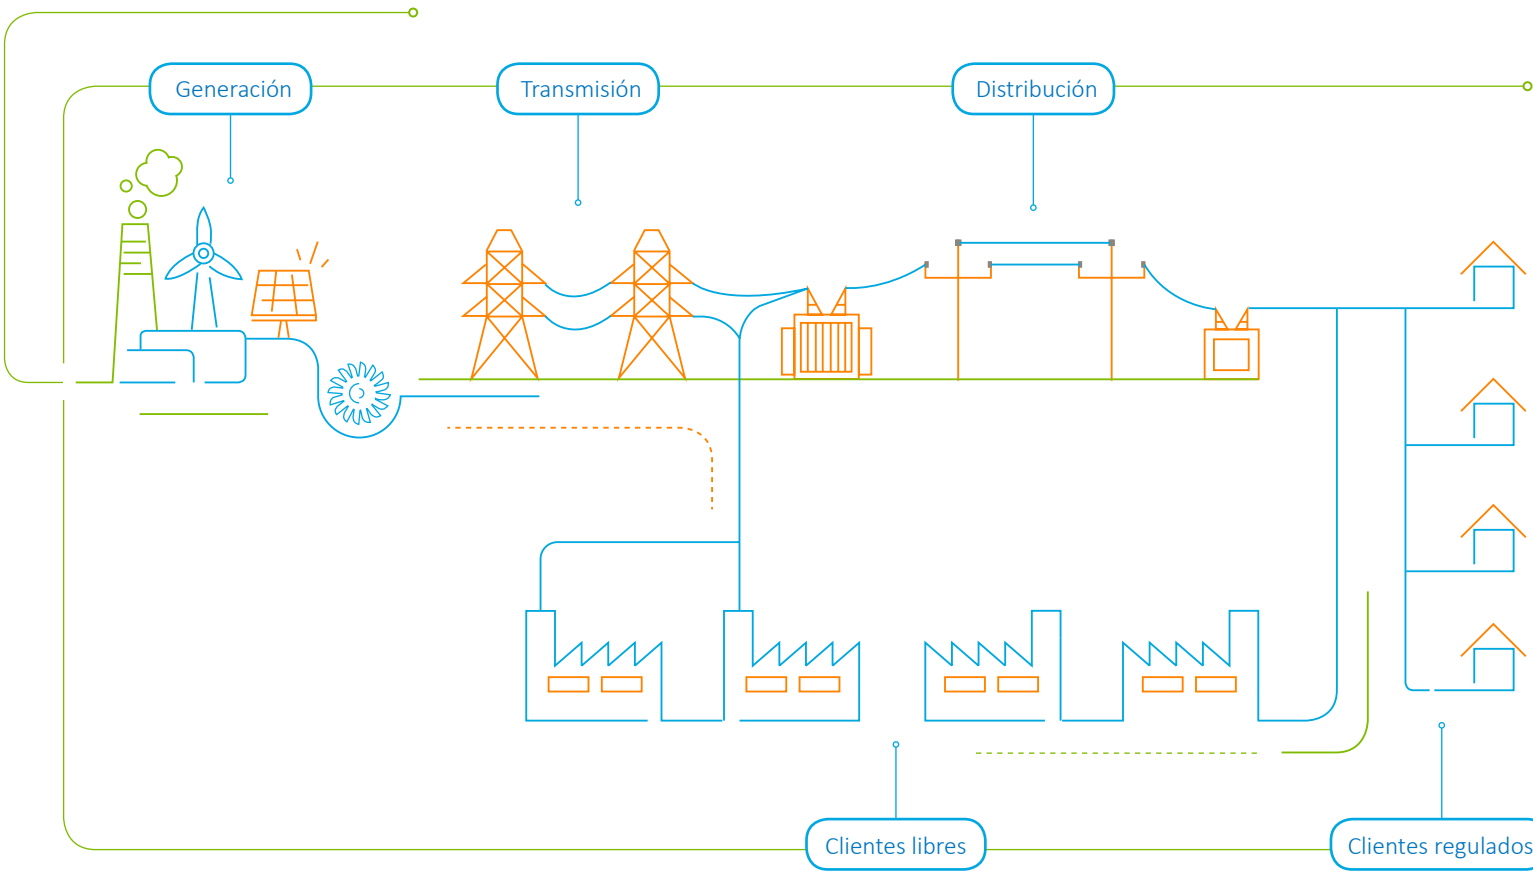 Generación
Transmisión
Distribución
Clientes libres
Clientes regulados